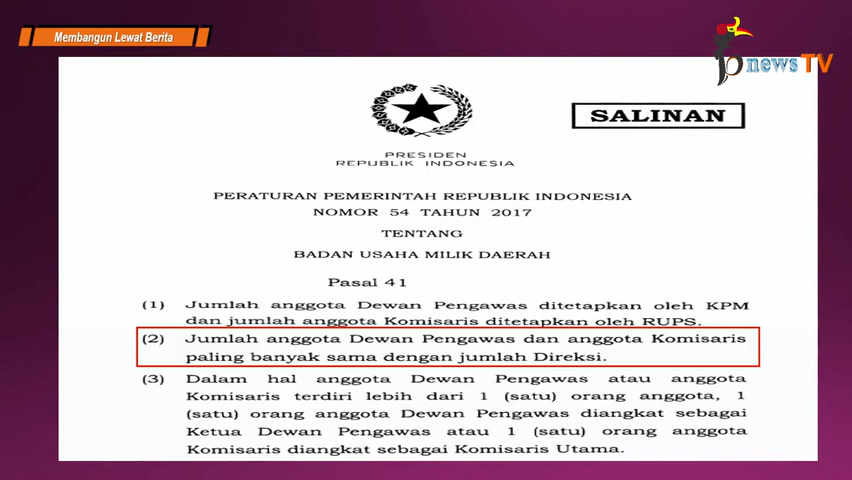 Membangun Lewat Berita
newsTV
SALINAN
PRESIDEN
REPUBLIK INDONESIA
PERATURAN PEMERINTAH REPUBLIK INDONESIA
NOMOR 54 TAHUN 2017
TENTANG
BADAN USAHA MILIK DAERAH
Pasal 41
(1) Jumlah anggota Dewan Pengawas ditetapkan oleh KPM
dan jumlah anggota Komisaris ditetapkan oleh RUPS.
(2) Jumlah anggota Dewan Pengawas dan anggota Komisaris
paling banyak sama dengan jumlah Direksi.
(3) Dalam hal anggota Dewan Pengawas atau anggota
Komisaris terdiri lebih dari 1 (satu) orang anggota, 1
(satu) orang anggota Dewan Pengawas diangkat sebagai
Ketua Dewan Pengawas atau 1 (satu) orang anggota
Komisaris diangkat sebagai Komisaris Utama.